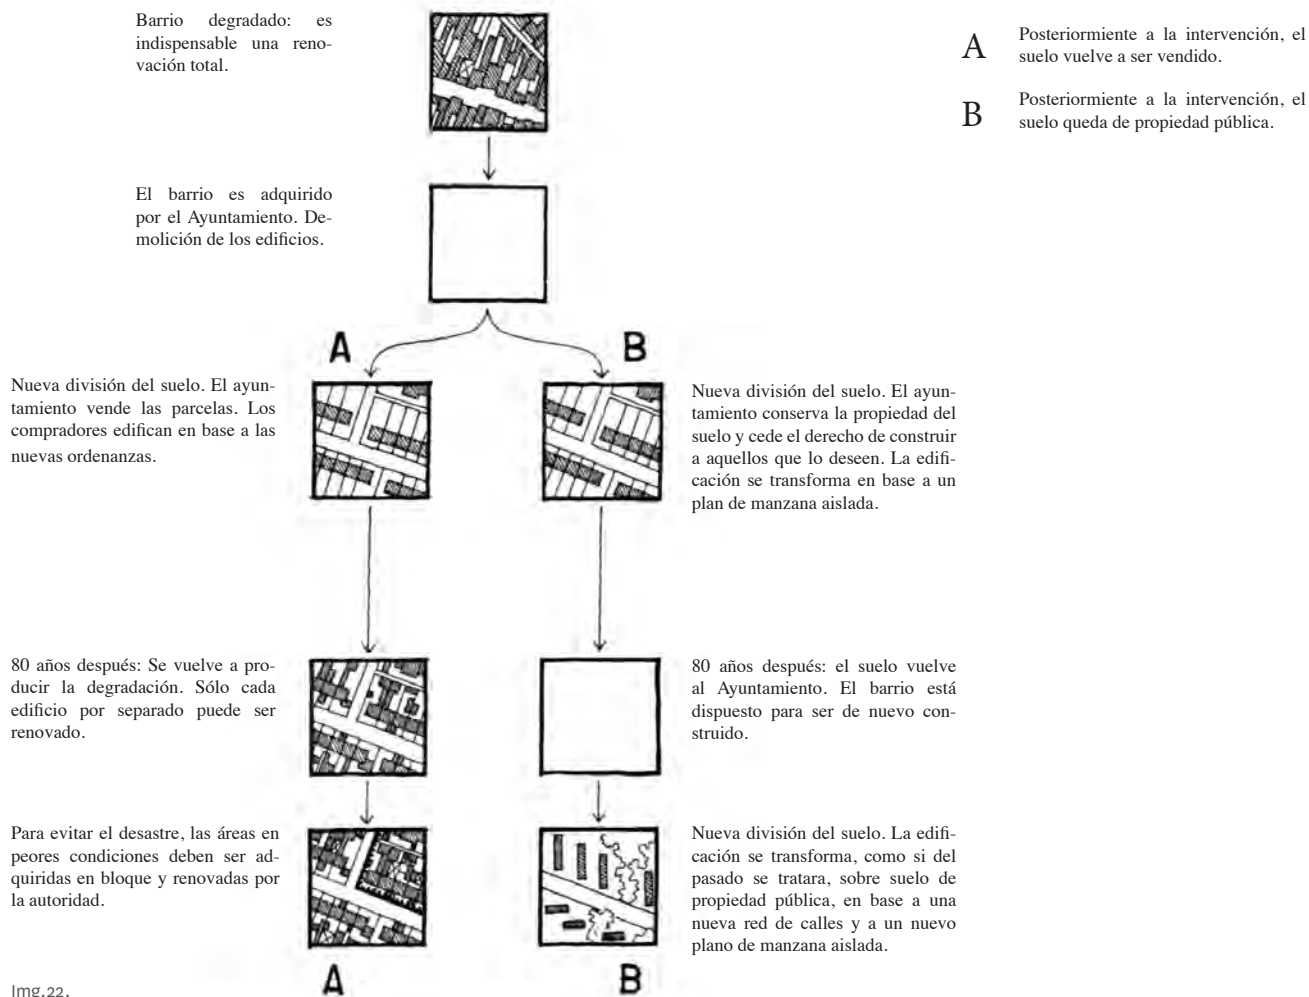 Barrio degradado: es
indispensable una reno-
vación total.
A
Posteriormiente a la intervención, el
suelo vuelve a ser vendido.
B
Posteriormiente a la intervención, el
suelo queda de propiedad pública.
El barrio es adquirido
por el Ayuntamiento. De-
molición de los edificios.
A
B
Nueva división del suelo. El ayun-
tamiento vende las parcelas. Los
compradores edifican en base a las
nuevas ordenanzas.
Nueva división del suelo. El ayun-
tamiento conserva la propiedad del
suelo y cede el derecho de construir
a aquellos que lo deseen. La edifi-
cación se transforma en base a un
plan de manzana aislada.
80 años después: Se vuelve a pro-
ducir la degradación. Sólo cada
edificio por separado puede ser
renovado.
80 años después: el suelo vuelve
al Ayuntamiento. El barrio está
dispuesto para ser de nuevo con-
struido.
Para evitar el desastre, las áreas en
peores condiciones deben ser ad-
quiridas en bloque y renovadas por
la autoridad.
Nueva división del suelo. La edifi-
cación se transforma, como si del
pasado se tratara, sobre suelo de
propiedad pública, en base a una
nueva red de calles y a un nuevo
plano de manzana aislada.
A
B
Img.22.